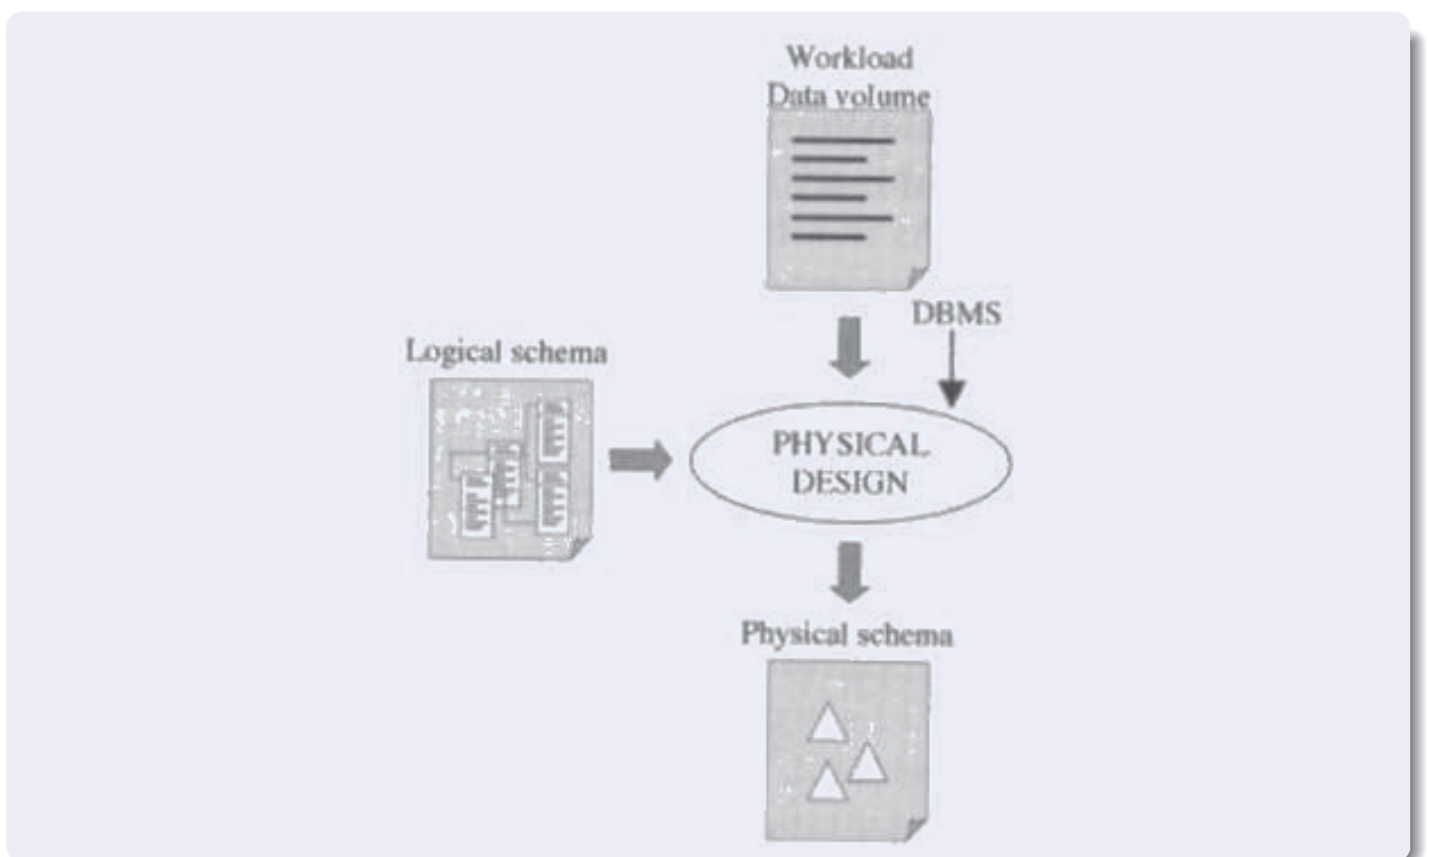 Workload
Data volume
DBMS
Logical schema
PHYSICAL
DESIGN
Physical schema